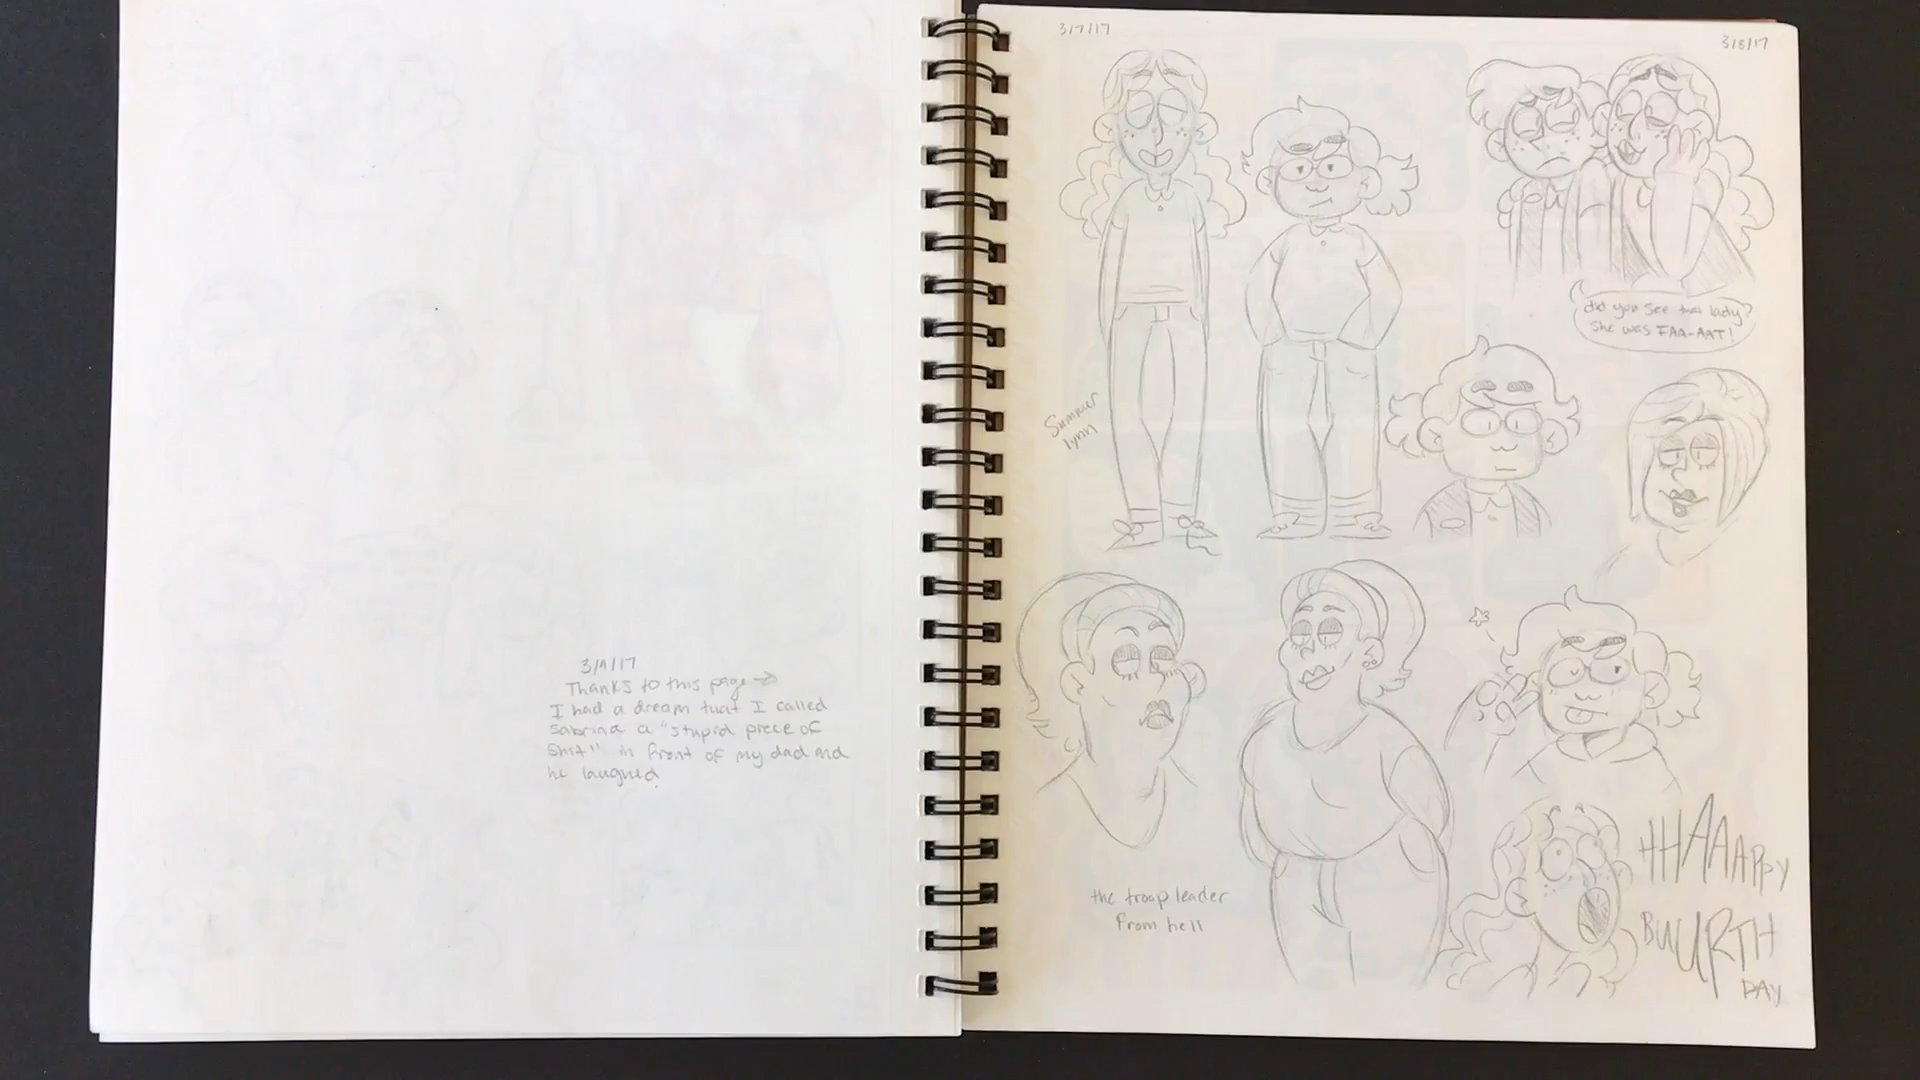 3/9/17
Thanks to this page →
I had a dream that I called
Sabrina a "stupid piece of
shit" in front of my dad and
he laughed.
3/7/17
3/8/17
did you see that lady?
She was FAA-AAT!
Summer
Lynn
the troop leader
from hell
HHAAAPPY
BUURTH
DAY